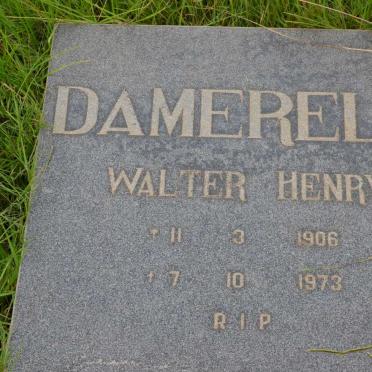 DAMEREL
WALTER HENRY
* 11 3 1906
† 7 10 1973
R I P